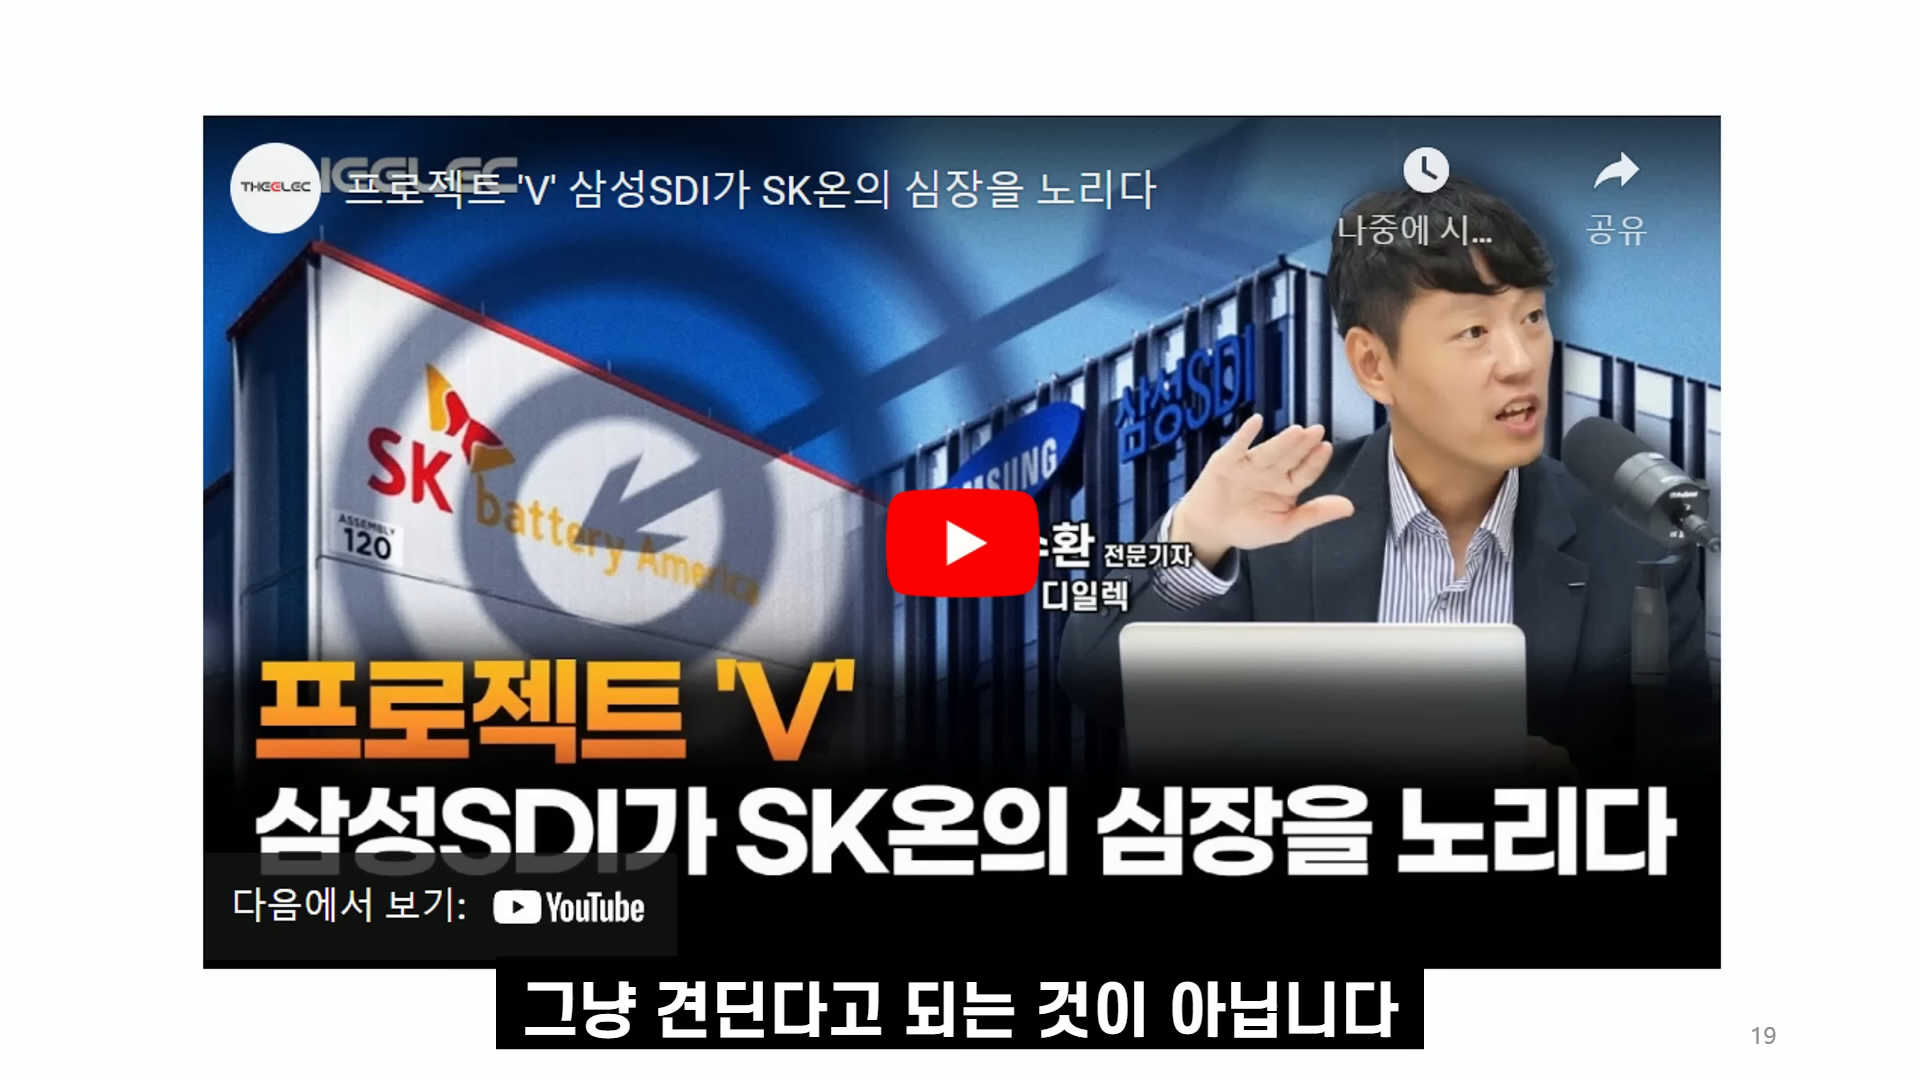 THEELEC
프로젝트 'V' 삼성SDI가 SK온의 심장을 노리다
나중에 시...
공유
삼성SDI
SK
battery America
ASSEMBLY
120
전문기자
디일렉
프로젝트 'V'
삼성SDI가 SK온의 심장을 노리다
다음에서 보기:
YouTube
그냥 견딘다고 되는 것이 아닙니다
19